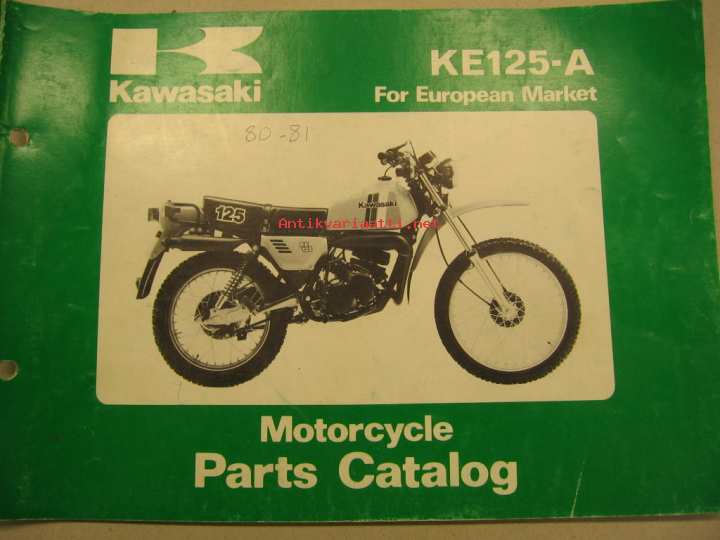 Kawasaki
KE125-A
For European Market
80-81
125
Kawasaki
Antikvariaatti.net
Motorcycle
Parts Catalog